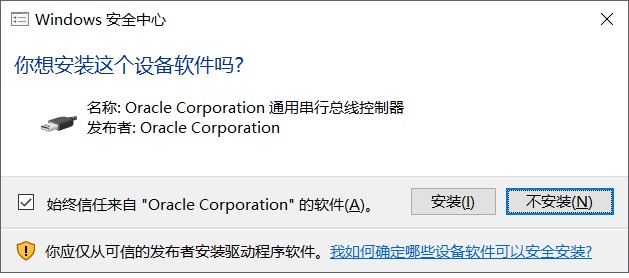 Windows 安全中心
你想安装这个设备软件吗?
名称: Oracle Corporation 通用串行总线控制器
发布者: Oracle Corporation
始终信任来自 "Oracle Corporation" 的软件(A)。
安装(I)
不安装(N)
你应仅从可信的发布者安装驱动程序软件。我如何确定哪些设备软件可以安全安装?